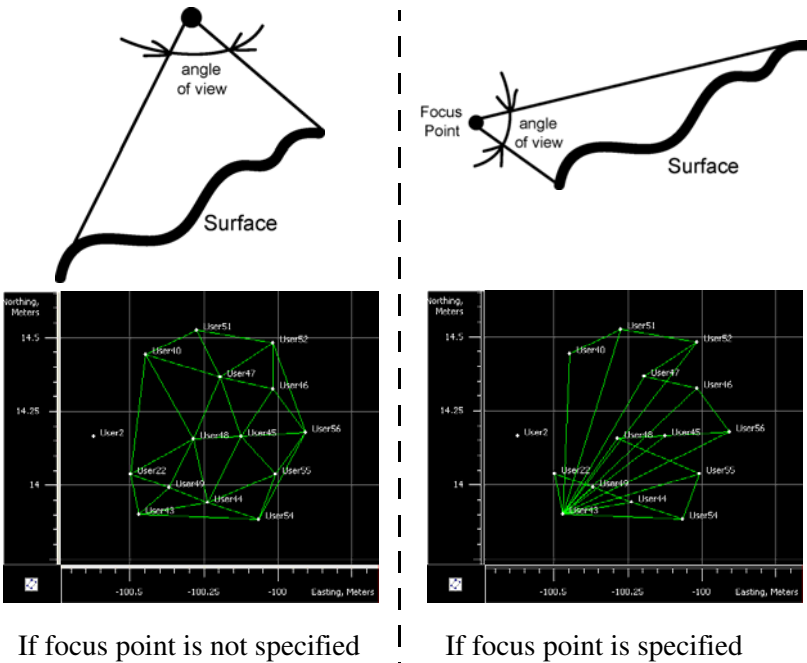 angle
of view
Surface
Focus
Point
angle
of view
Surface
Northing,
Meters
14.5
14.25
14
User51
User52
User40
User47
User46
User2
User48
User45
User56
User22
User49
User55
User44
User43
User54
-100.5
-100.25
-100
Easting, Meters
Northing,
Meters
14.5
14.25
14
User51
User52
User40
User47
User46
User2
User48
User45
User56
User22
User49
User55
User44
User43
User54
-100.5
-100.25
-100
Easting, Meters
If focus point is not specified
If focus point is specified